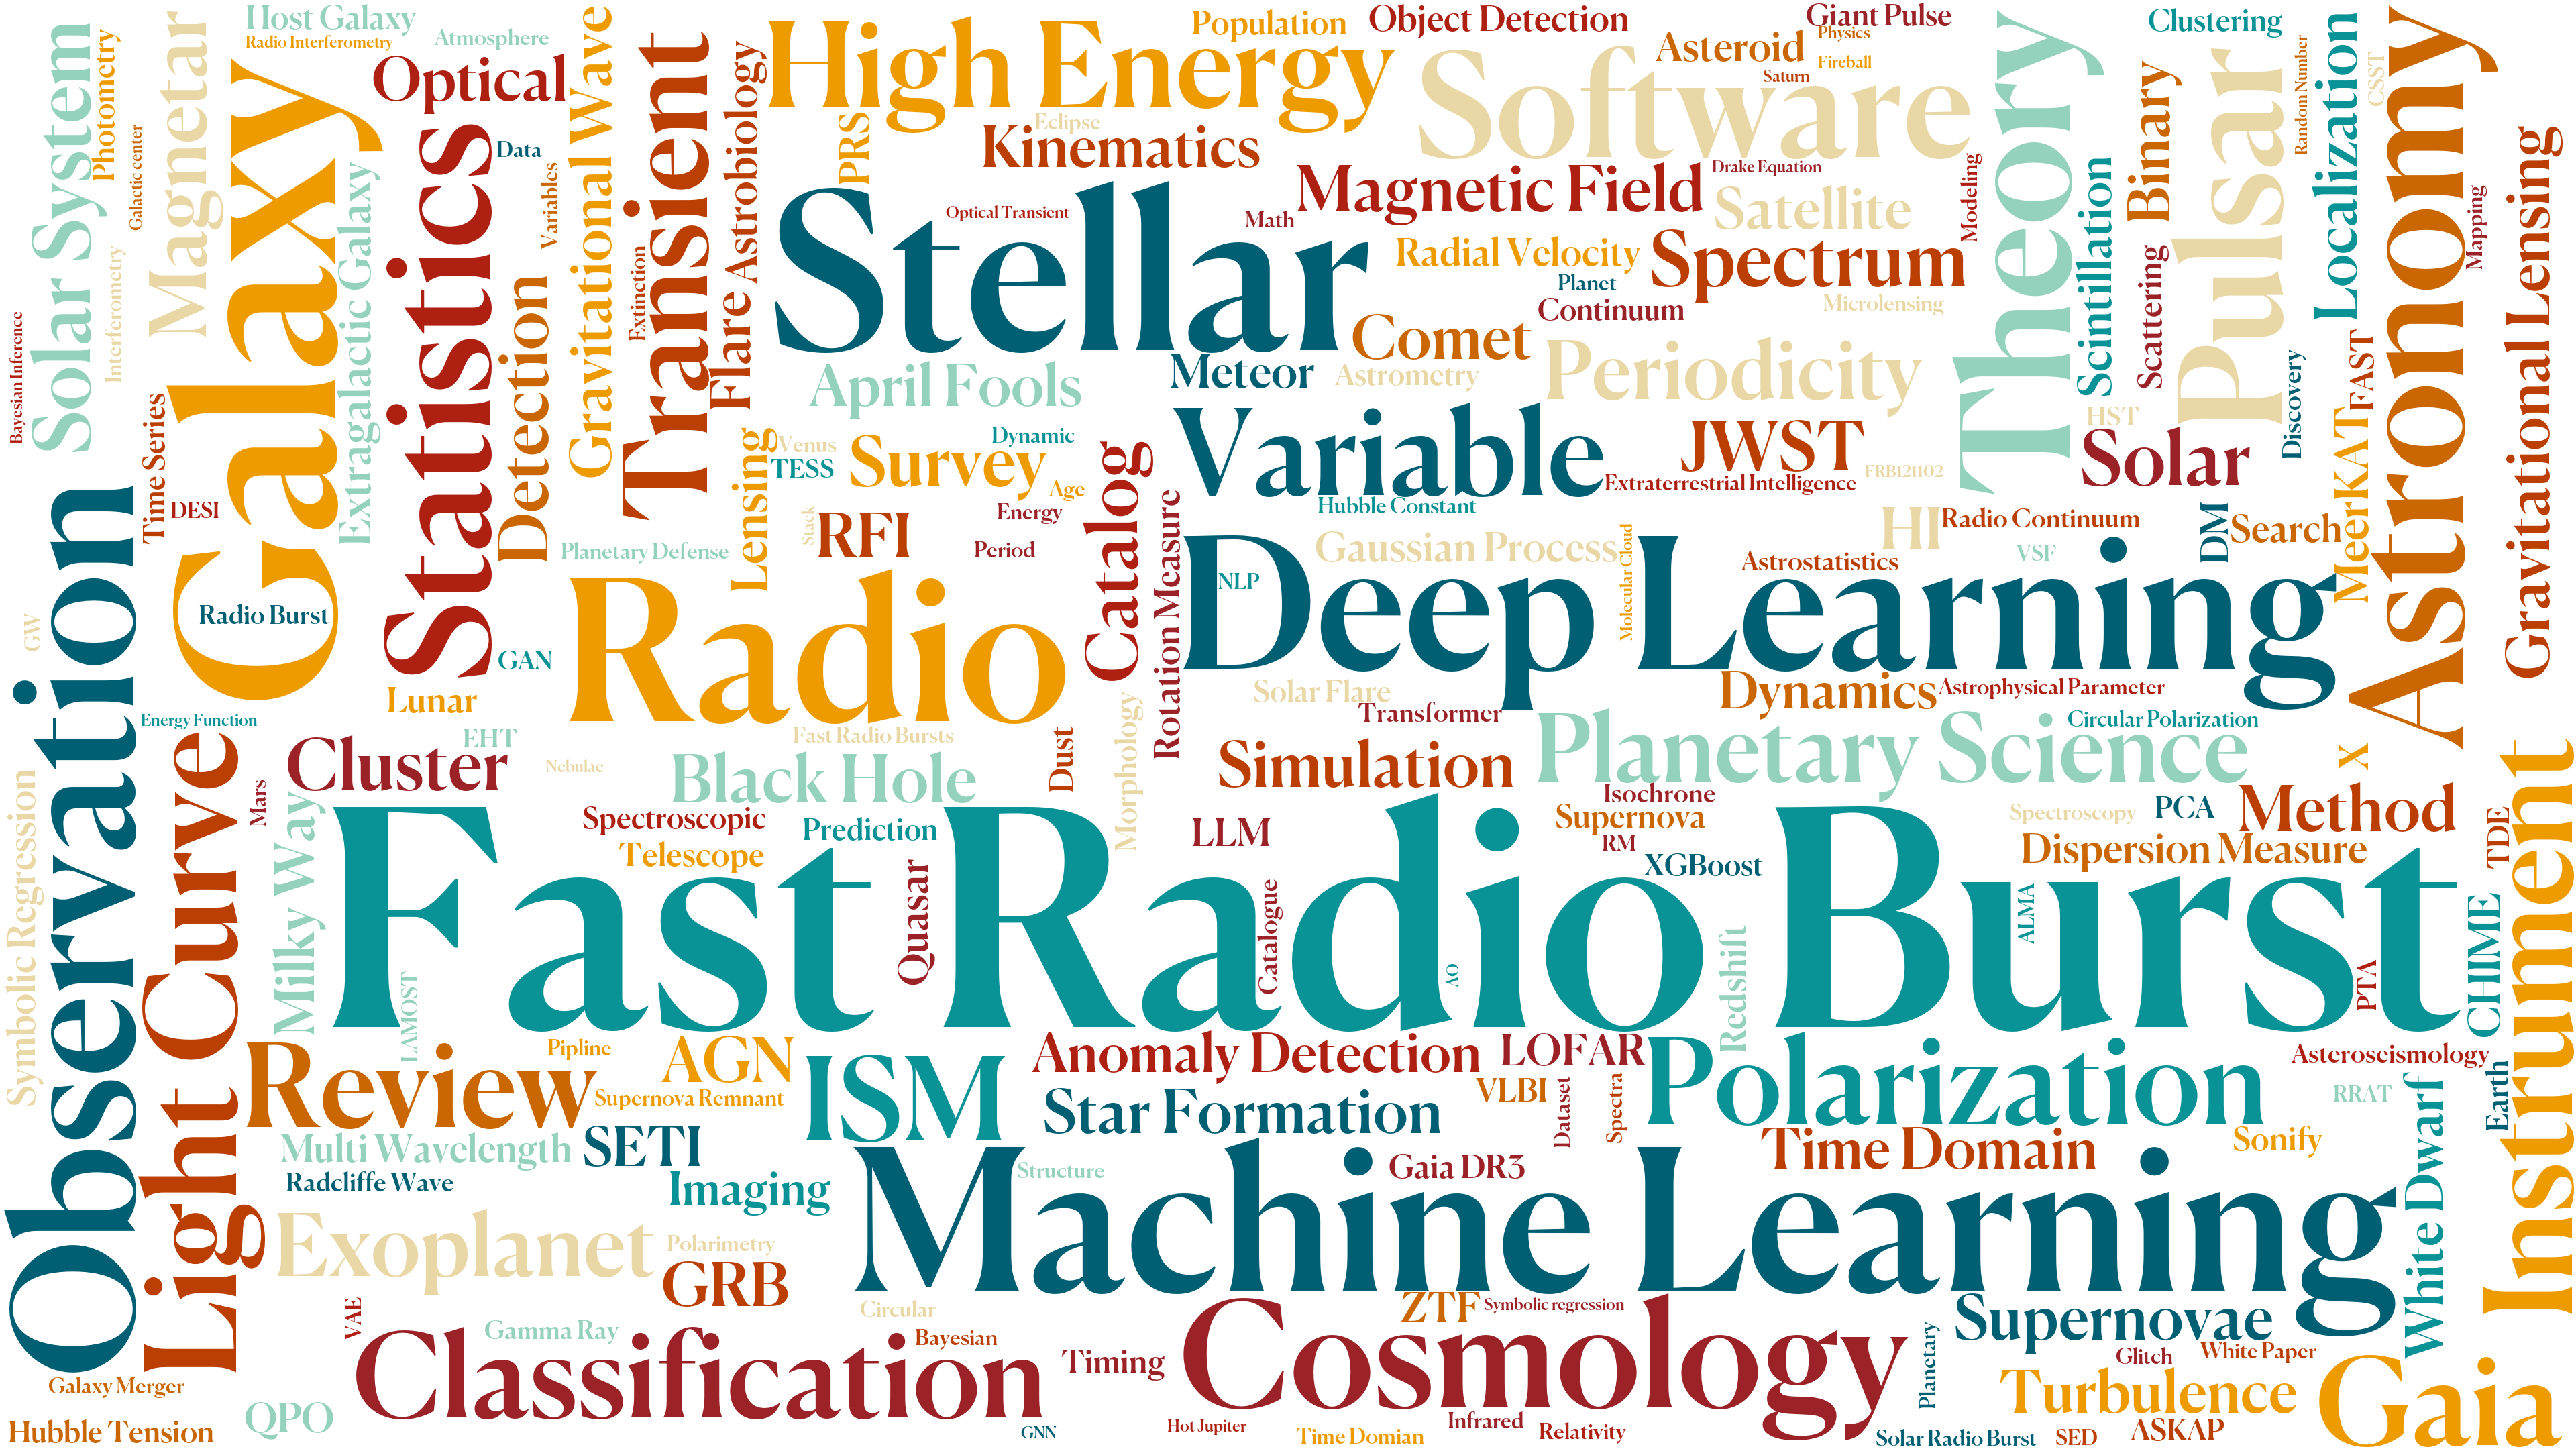 Solar System
Photometry
Galactic center
Magnetar
Host Galaxy
Radio Interferometry
Atmosphere
Optical
Galaxy
Extragalactic Galaxy
Statistics
Data
Variables
Detection
Gravitational Wave
Transient
Extinction
Astrobiology
Flare
High Energy
PRS
Eclipse
Kinematics
Population
Object Detection
Asteroid
Giant Pulse
Physics
Fireball
Saturn
Software
Theory
Clustering
Binary
Pulsar
Random Number
Localization
CSST
Astronomy
Mapping
Gravitational Lensing
Stellar
Optical Transient
Math
Magnetic Field
Drake Equation
Satellite
Modeling
Radial Velocity
Spectrum
Planet
Continuum
Microlensing
Scintillation
Scattering
Discovery
FAST
MeerKAT
HST
Solar
Bayesian Inference
Interferometry
Time Series
DESI
April Fools
Meteor
Astrometry
Comet
Periodicity
Lensing
Venus
TESS
Dynamic
Survey
Age
Energy
Stack
RFI
Period
Planetary Defense
Catalog
Rotation Measure
Variable
JWST
Extraterrestrial Intelligence
FRB121102
Hubble Constant
Gaussian Process
Molecular Cloud
HI
Radio Continuum
VSF
Astrostatistics
DM
Search
Observation
GW
Radio Burst
GAN
Lunar
Radio
NLP
Deep Learning
Solar Flare
Transformer
Dynamics
Astrophysical Parameter
Circular Polarization
Energy Function
EHT
Cluster
Nebulae
Mars
Fast Radio Bursts
Black Hole
Dust
Morphology
Simulation
Planetary Science
X
Isochrone
Supernova
RM
XGBoost
Spectroscopy
PCA
Method
Dispersion Measure
TDE
Instrument
Symbolic Regression
Light Curve
Milky Way
LAMOST
Spectroscopic
Prediction
Telescope
LLM
Fast Radio Burst
Quasar
Catalogue
AO
Redshift
ALMA
PTA
CHIME
Review
Pipline
AGN
Supernova Remnant
ISM
Anomaly Detection
LOFAR
Star Formation
VLBI
Dataset
Spectra
Polarization
Asteroseismology
RRAT
Earth
White Dwarf
Multi Wavelength
SETI
Radcliffe Wave
Imaging
Structure
Gaia DR3
Time Domain
Sonify
Machine Learning
Exoplanet
Polarimetry
GRB
VAE
Gamma Ray
Circular
Bayesian
Classification
Timing
ZTF
Symbolic regression
Cosmology
Supernovae
Planetary
Glitch
White Paper
Turbulence
Gaia
Galaxy Merger
Hubble Tension
QPO
GNN
Hot Jupiter
Time Domian
Infrared
Relativity
Solar Radio Burst
SED
ASKAP